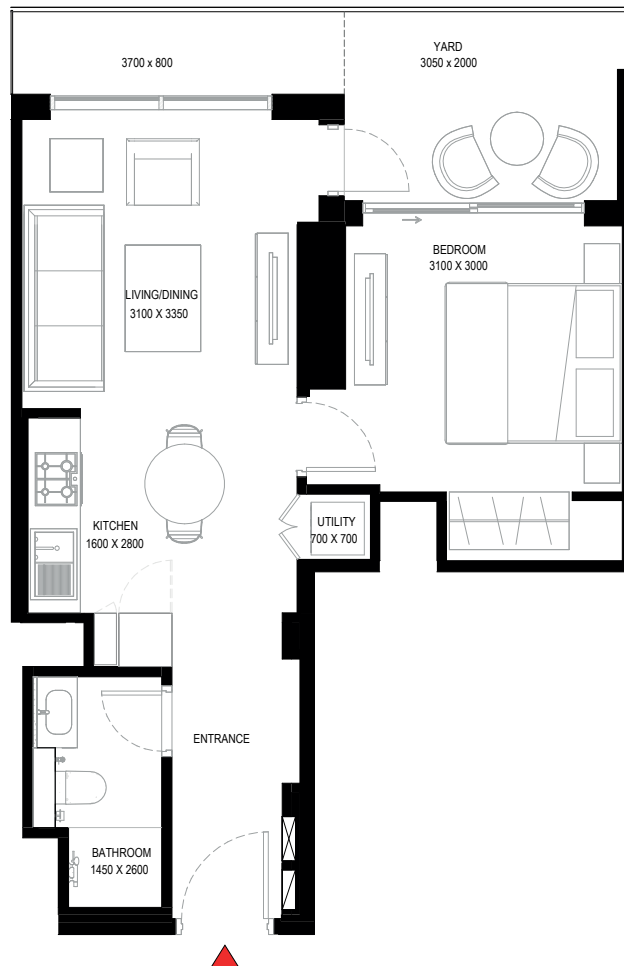 YARD
3050 x 2000
3700 x 800
BEDROOM
3100 X 3000
LIVING/DINING
3100 X 3350
KITCHEN
1600 X 2800
UTILITY
700 X 700
ENTRANCE
BATHROOM
1450 X 2600